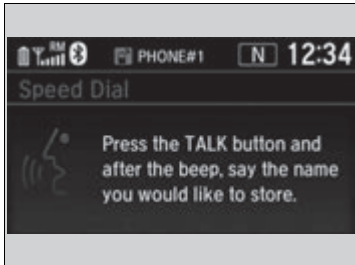 RM PHONE#1 N 12:34
Speed Dial
Press the TALK button and
after the beep, say the name
you would like to store.